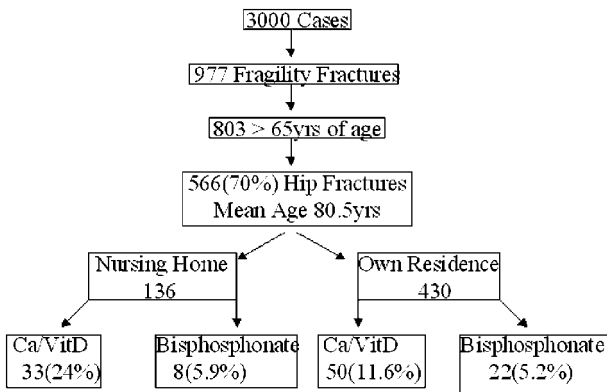 3000 Cases
977 Fragility Fractures
803 > 65yrs of age
566(70%) Hip Fractures
Mean Age 80.5yrs
Nursing Home
136
Own Residence
430
Ca/VitD
33(24%)
Bisphosphonate
8(5.9%)
Ca/VitD
50(11.6%)
Bisphosphonate
22(5.2%)